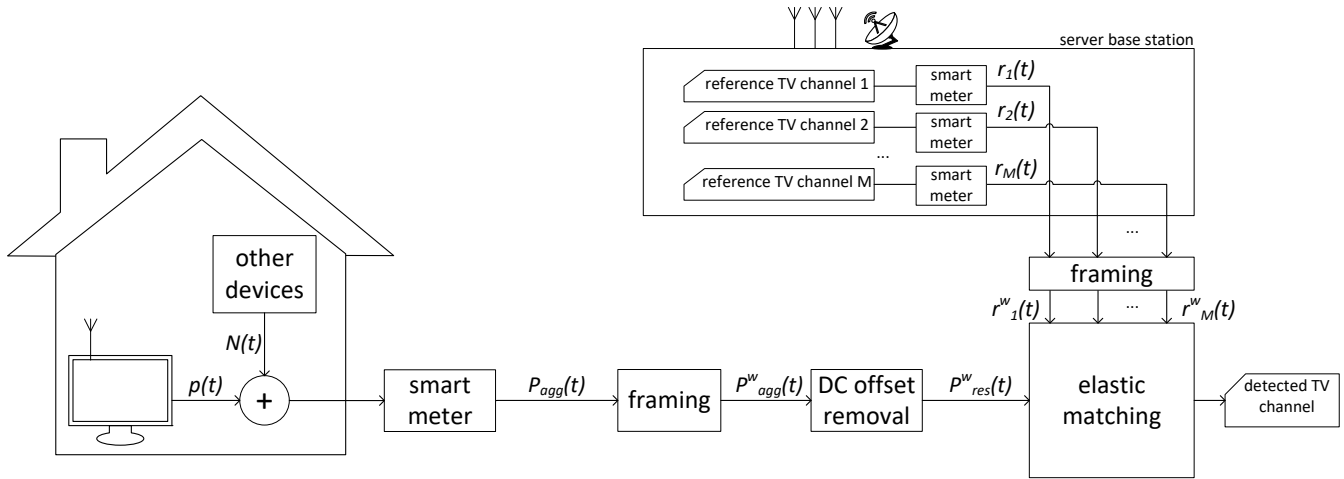 server base station
reference TV channel 1
smart
meter
r1(t)
reference TV channel 2
smart
meter
r2(t)
...
...
reference TV channel M
smart
meter
rM(t)
...
other
devices
framing
N(t)
rw1(t)
...
rwM(t)
p(t)
+
smart
meter
Pagg(t)
framing
Pwagg(t)
DC offset
removal
Pwres(t)
elastic
matching
detected TV
channel